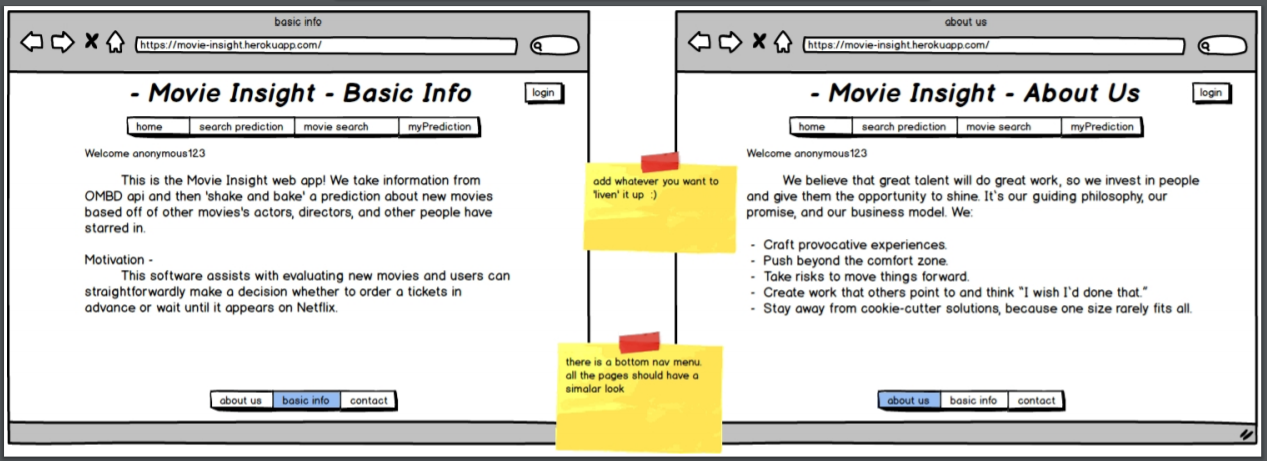 basic info
https://movie-insight.herokuapp.com/
- Movie Insight - Basic Info
login
home search prediction movie search myPrediction
Welcome anonymous123
This is the Movie Insight web app! We take information from
OMBD api and then 'shake and bake' a prediction about new movies
based off of other movies's actors, directors, and other people have
starred in.
Motivation -
This software assists with evaluating new movies and users can
straightforwardly make a decision whether to order a tickets in
advance or wait until it appears on Netflix.
about us basic info contact
add whatever you want to
'liven' it up :)
there is a bottom nav menu.
all the pages should have a
simalar look
about us
https://movie-insight.herokuapp.com/
- Movie Insight - About Us
login
home search prediction movie search myPrediction
Welcome anonymous123
We believe that great talent will do great work, so we invest in people
and give them the opportunity to shine. It's our guiding philosophy, our
promise, and our business model. We:
- Craft provocative experiences.
- Push beyond the comfort zone.
- Take risks to move things forward.
- Create work that others point to and think "I wish I'd done that."
- Stay away from cookie-cutter solutions, because one size rarely fits all.
about us basic info contact